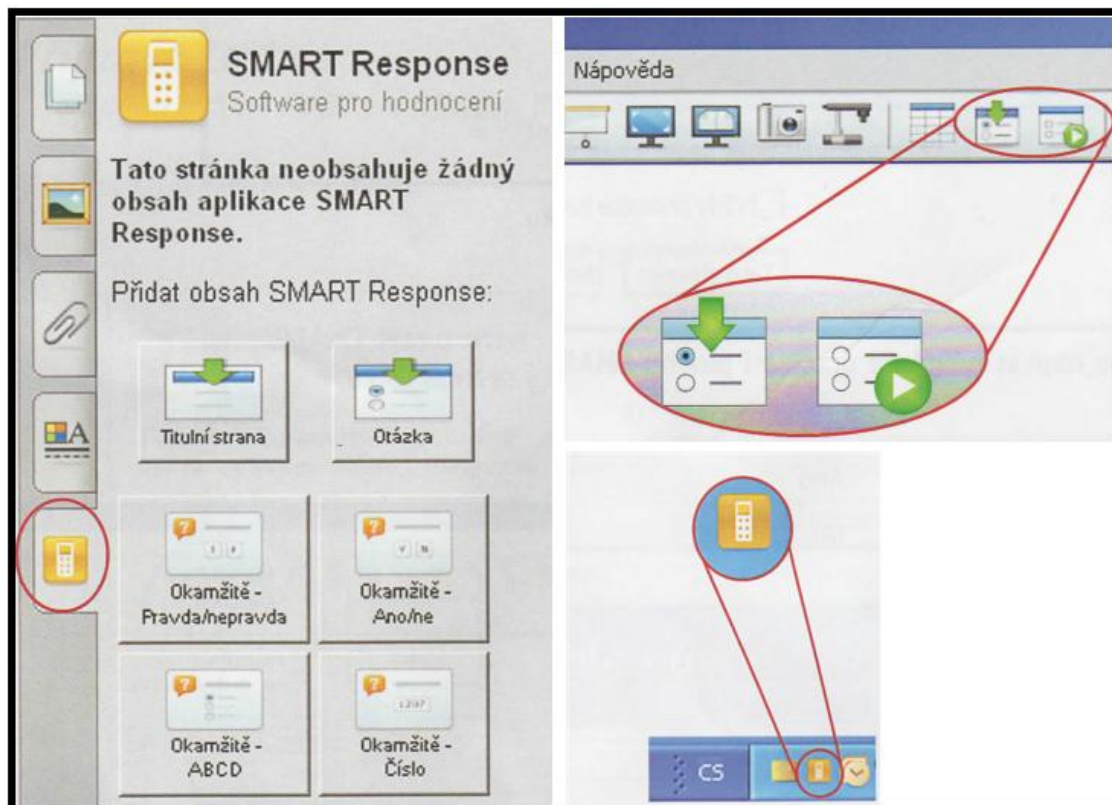 SMART Response
Software pro hodnocení
Tato stránka neobsahuje žádný
obsah aplikace SMART
Response.
Přidat obsah SMART Response:
Titulní strana
Otázka
Okamžitě -
Pravda/nepravda
Okamžitě -
Ano/ne
Okamžitě -
ABCD
Okamžitě -
Číslo
Nápověda
CS